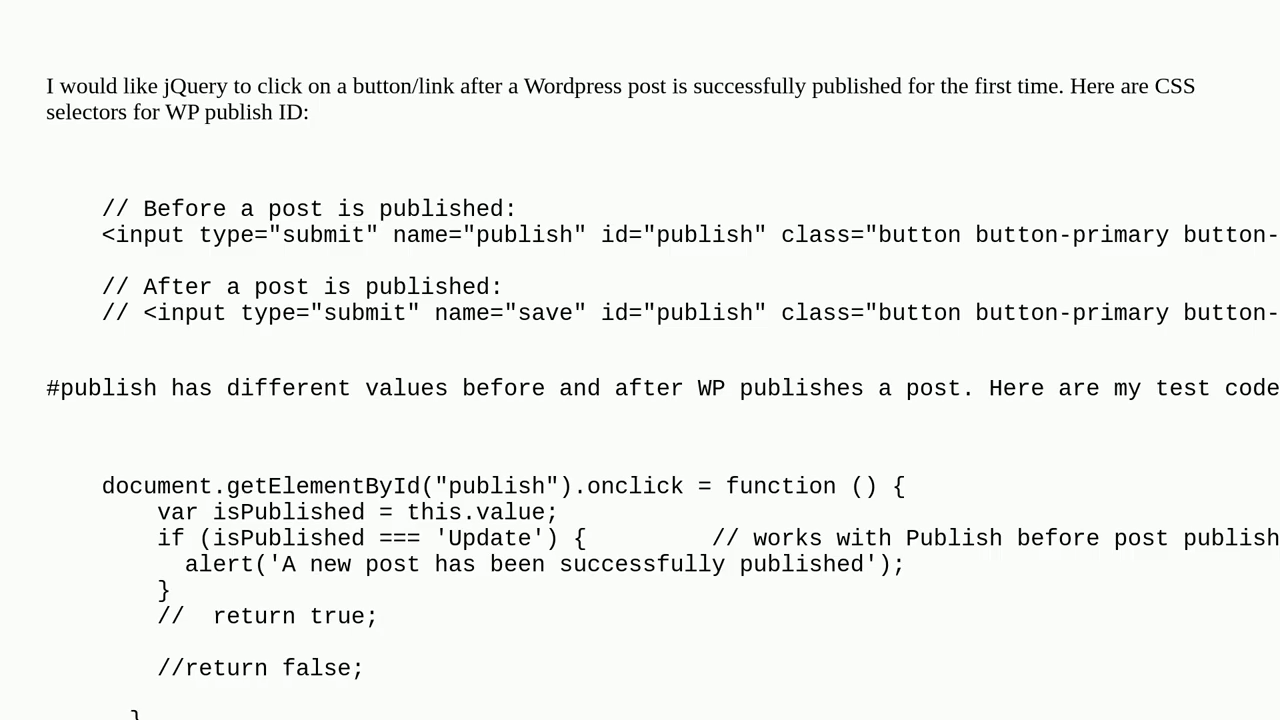 I would like jQuery to click on a button/link after a Wordpress post is successfully published for the first time. Here are CSS
selectors for WP publish ID:
// Before a post is published:
<input type="submit" name="publish" id="publish" class="button button-primary button-
// After a post is published:
// <input type="submit" name="save" id="publish" class="button button-primary button-
#publish has different values before and after WP publishes a post. Here are my test code
document.getElementById("publish").onclick = function () {
var isPublished = this.value;
if (isPublished === 'Update') { // works with Publish before post publish
alert('A new post has been successfully published');
}
// return true;
//return false;
}